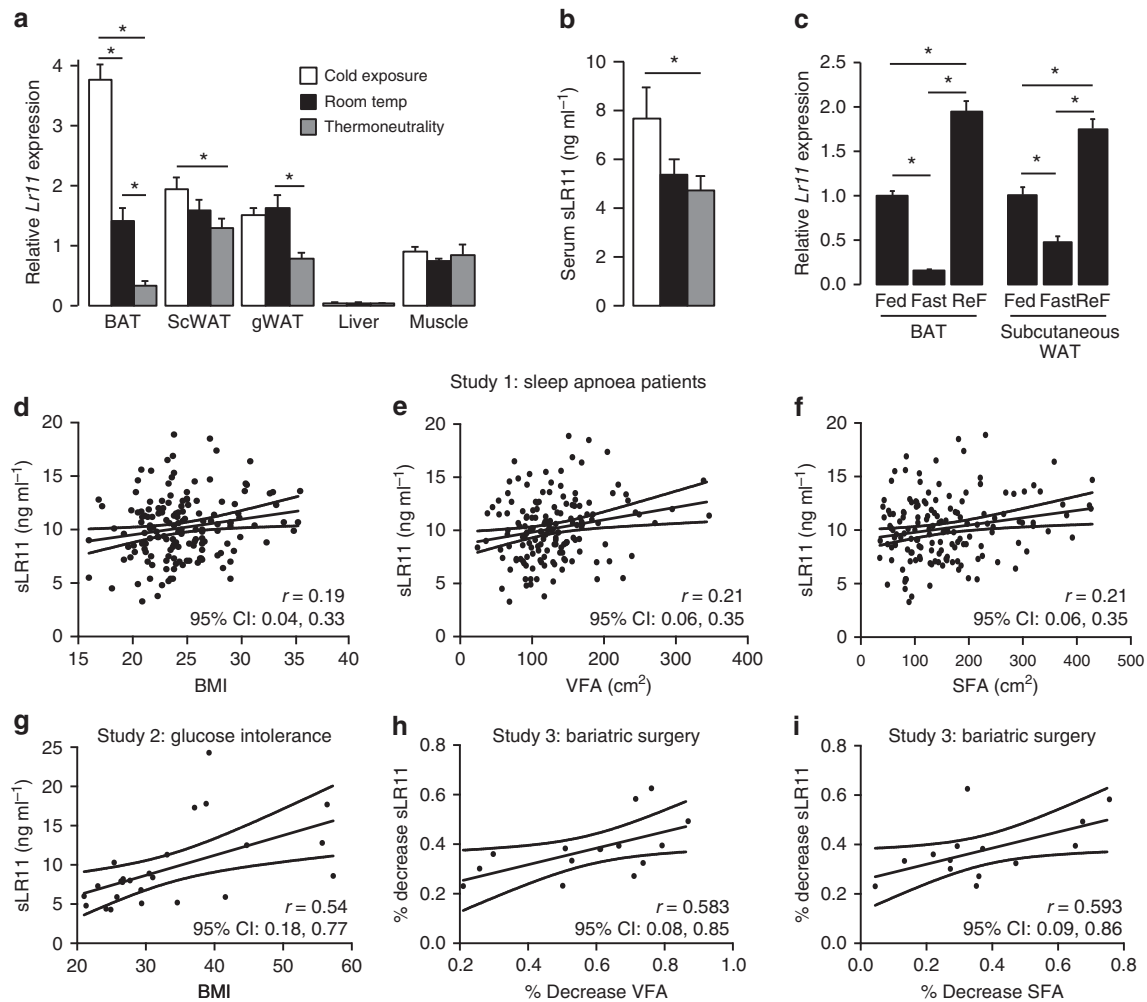 a
*
*
*
*
*
4
3
2
1
0
Relative Lr11 expression
Cold exposure
Room temp
Thermoneutrality
BAT ScWAT gWAT Liver Muscle
b
*
10
8
6
4
2
0
Serum sLR11 (ng ml−1)
c
*
*
*
*
*
*
2.5
2.0
1.5
1.0
0.5
0.0
Relative Lr11 expression
Fed Fast ReF Fed Fast ReF
BAT Subcutaneous
WAT
Study 1: sleep apnoea patients
d
20
15
10
5
0
sLR11 (ng ml−1)
r = 0.19
95% CI: 0.04, 0.33
15 20 25 30 35 40
BMI
e
20
15
10
5
0
sLR11 (ng ml−1)
r = 0.21
95% CI: 0.06, 0.35
0 100 200 300 400
VFA (cm2)
f
20
15
10
5
0
sLR11 (ng ml−1)
r = 0.21
95% CI: 0.06, 0.35
0 100 200 300 400 500
SFA (cm2)
g
Study 2: glucose intolerance
25
20
15
10
5
0
sLR11 (ng ml−1)
r = 0.54
95% CI: 0.18, 0.77
20 30 40 50 60
BMI
h
Study 3: bariatric surgery
0.8
0.6
0.4
0.2
0.0
% decrease sLR11
r = 0.583
95% CI: 0.08, 0.85
0.2 0.4 0.6 0.8 1.0
% Decrease VFA
i
Study 3: bariatric surgery
0.8
0.6
0.4
0.2
0.0
% decrease sLR11
r = 0.593
95% CI: 0.09, 0.86
0.0 0.2 0.4 0.6 0.8
% Decrease SFA